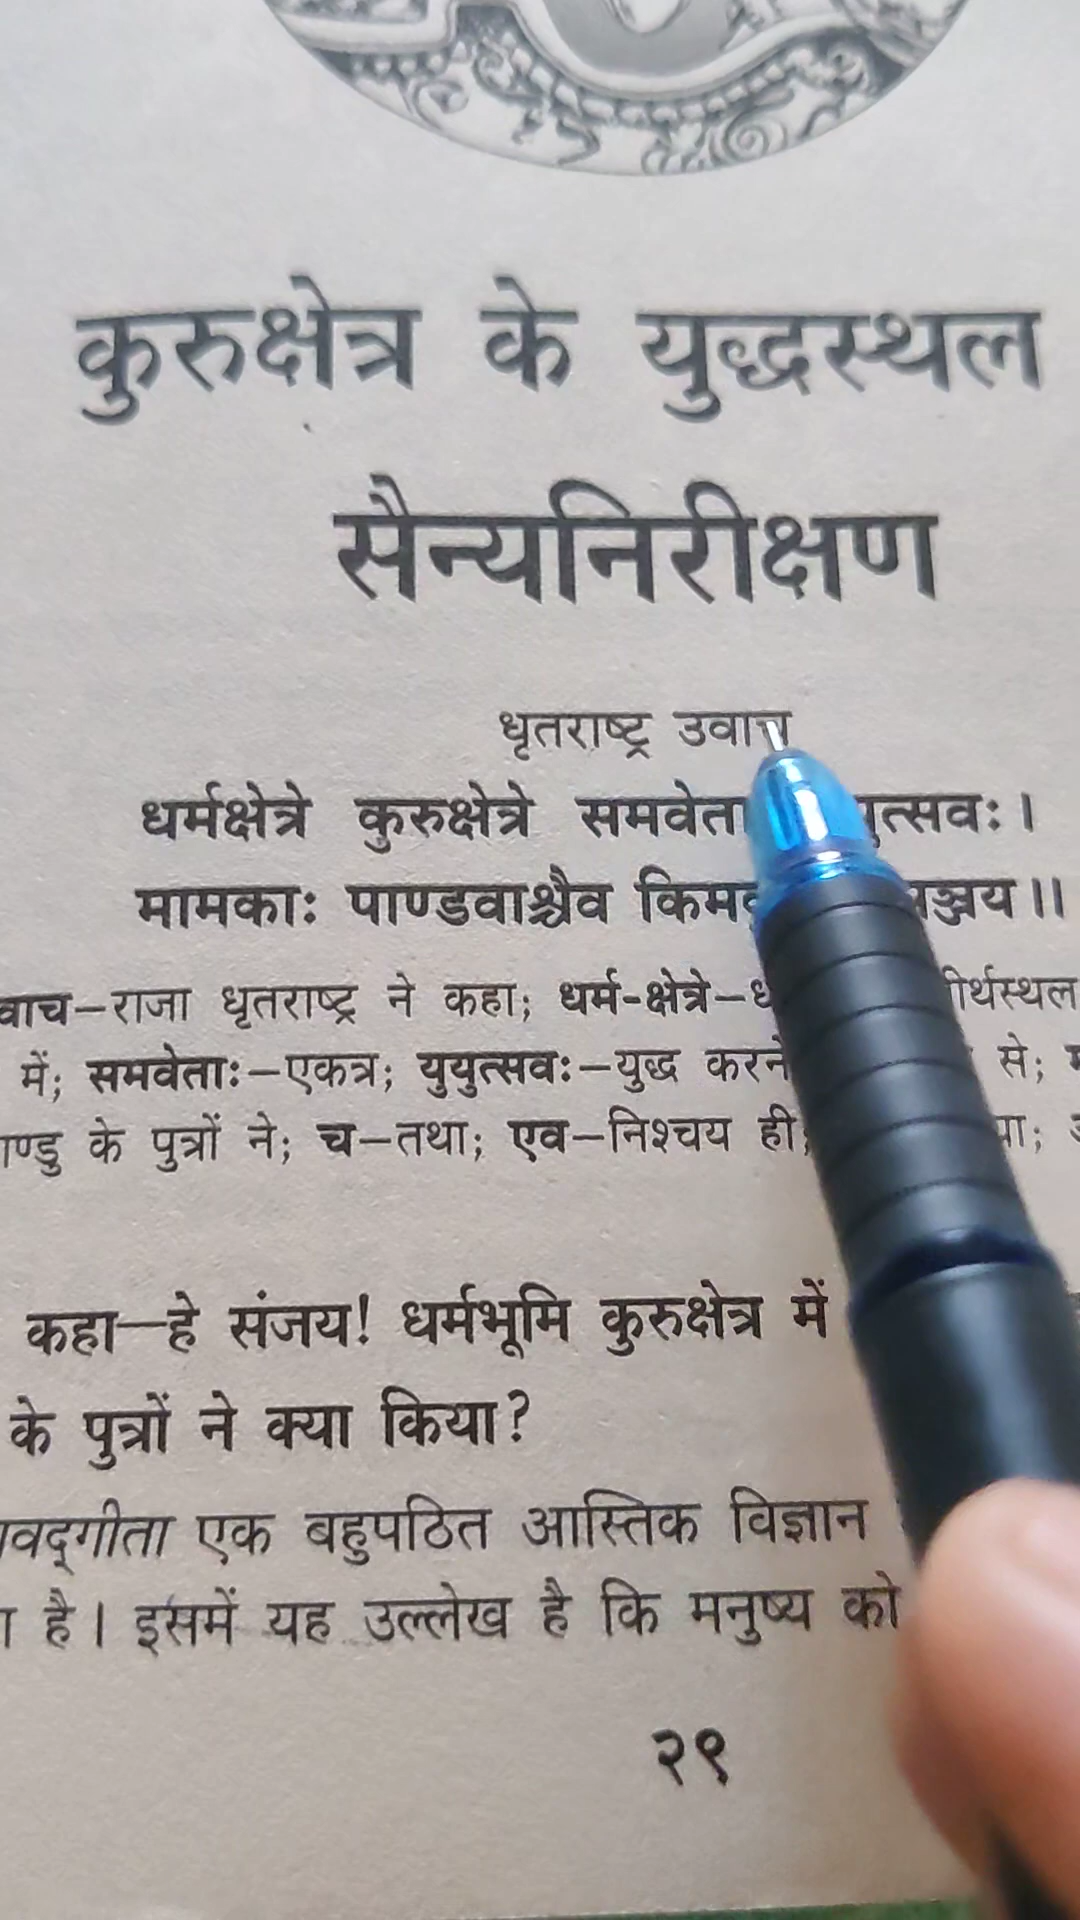 कुरुक्षेत्र के युद्धस्थल
सैन्यनिरीक्षण
धृतराष्ट्र उवाच
धर्मक्षेत्रे कुरुक्षेत्रे समवेता
मामकाः पाण्डवाश्चैव किम
राजा धृतराष्ट्र ने कहा; धर्म-क्षेत्रे–
में; समवेताः–एकत्र; युयुत्सवः–युद्ध करने से;
के पुत्रों ने; च–तथा; एव–निश्चय ही;
कहा—हे संजय! धर्मभूमि कुरुक्षेत्र में
के पुत्रों ने क्या किया?
एक बहुपठित आस्तिक विज्ञान
है। इसमें यह उल्लेख है कि मनुष्य को
२९